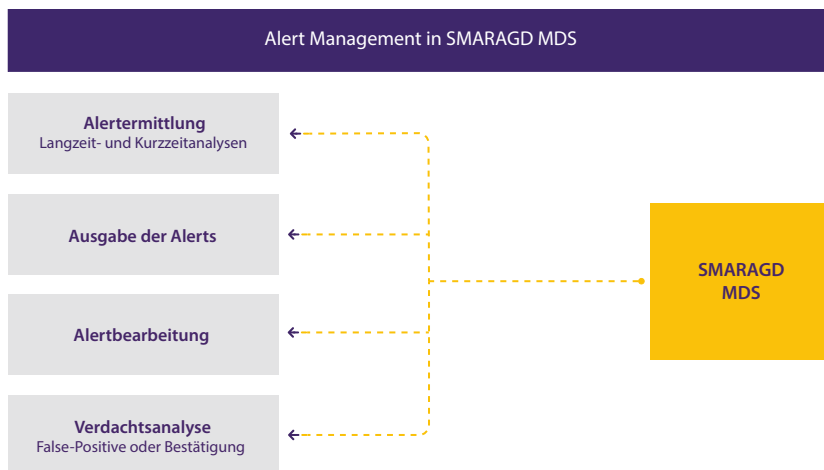 Alert Management in SMARAGD MDS
Alertermittlung
Langzeit- und Kurzzeitanalysen
Ausgabe der Alerts
SMARAGD
MDS
Alertbearbeitung
Verdachtsanalyse
False-Positive oder Bestätigung